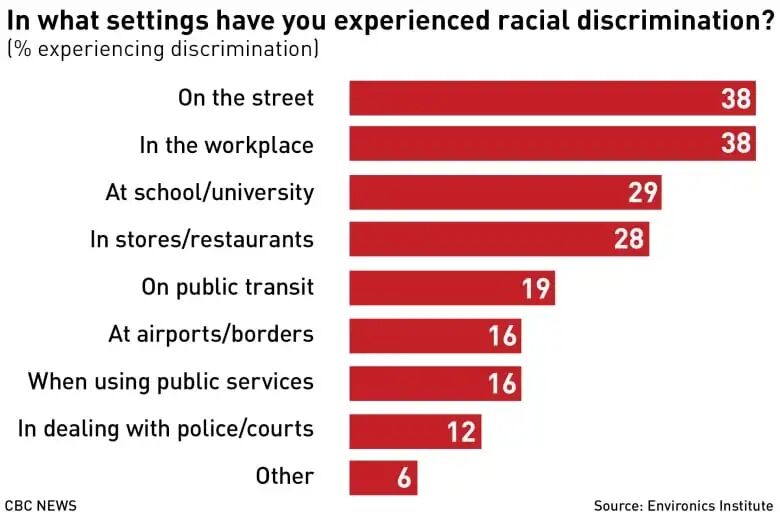 In what settings have you experienced racial discrimination?
(% experiencing discrimination)
On the street 38
In the workplace 38
At school/university 29
In stores/restaurants 28
On public transit 19
At airports/borders 16
When using public services 16
In dealing with police/courts 12
Other 6
CBC NEWS Source: Environics Institute